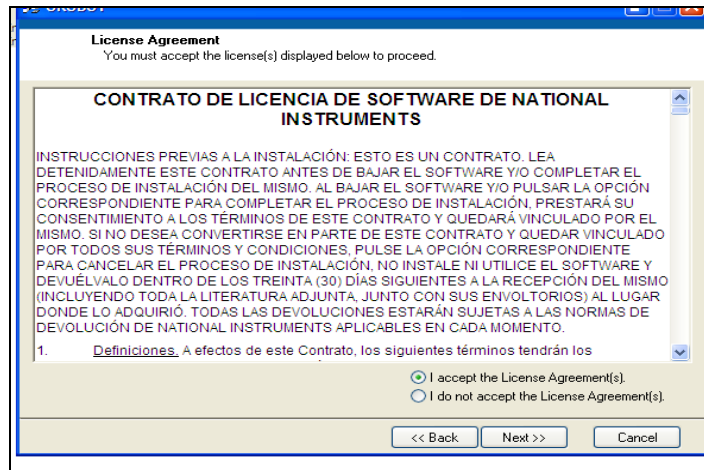 License Agreement
You must accept the license(s) displayed below to proceed.
CONTRATO DE LICENCIA DE SOFTWARE DE NATIONAL
INSTRUMENTS
INSTRUCCIONES PREVIAS A LA INSTALACIÓN: ESTO ES UN CONTRATO. LEA
DETENIDAMENTE ESTE CONTRATO ANTES DE BAJAR EL SOFTWARE Y/O COMPLETAR EL
PROCESO DE INSTALACIÓN DEL MISMO. AL BAJAR EL SOFTWARE Y/O PULSAR LA OPCIÓN
CORRESPONDIENTE PARA COMPLETAR EL PROCESO DE INSTALACIÓN, PRESTARÁ SU
CONSENTIMIENTO A LOS TÉRMINOS DE ESTE CONTRATO Y QUEDARÁ VINCULADO POR EL
MISMO. SI NO DESEA CONVERTIRSE EN PARTE DE ESTE CONTRATO Y QUEDAR VINCULADO
POR TODOS SUS TÉRMINOS Y CONDICIONES, PULSE LA OPCIÓN CORRESPONDIENTE
PARA CANCELAR EL PROCESO DE INSTALACIÓN, NO INSTALE NI UTILICE EL SOFTWARE Y
DEVUÉLVALO DENTRO DE LOS TREINTA (30) DÍAS SIGUIENTES A LA RECEPCIÓN DEL MISMO
(INCLUYENDO TODA LA LITERATURA ADJUNTA, JUNTO CON SUS ENVOLTORIOS) AL LUGAR
DONDE LO ADQUIRIÓ. TODAS LAS DEVOLUCIONES ESTARÁN SUJETAS A LAS NORMAS DE
DEVOLUCIÓN DE NATIONAL INSTRUMENTS APLICABLES EN CADA MOMENTO.
1. Definiciones. A efectos de este Contrato, los siguientes términos tendrán los
I accept the License Agreement(s).
I do not accept the License Agreement(s).
<< Back Next >> Cancel